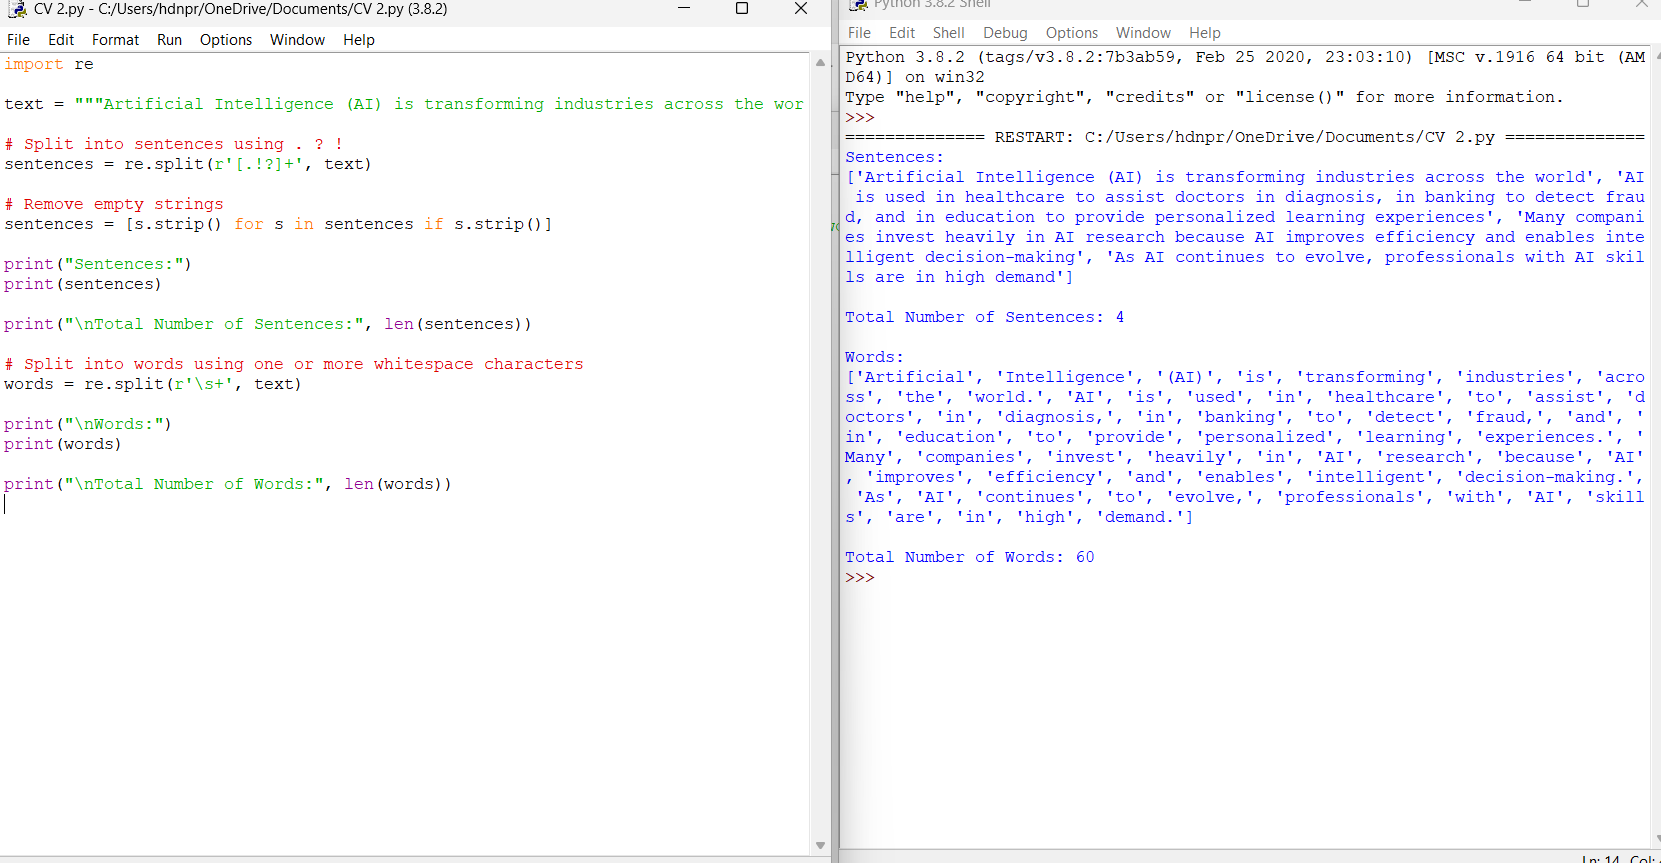 CV 2.py - C:/Users/hdnpr/OneDrive/Documents/CV 2.py (3.8.2)
File Edit Format Run Options Window Help
import re

text = """Artificial Intelligence (AI) is transforming industries across the wor

# Split into sentences using . ? !
sentences = re.split(r'[.!?]+', text)

# Remove empty strings
sentences = [s.strip() for s in sentences if s.strip()]

print("Sentences:")
print(sentences)

print("\nTotal Number of Sentences:", len(sentences))

# Split into words using one or more whitespace characters
words = re.split(r'\s+', text)

print("\nWords:")
print(words)

print("\nTotal Number of Words:", len(words))

Python 3.8.2 Shell
File Edit Shell Debug Options Window Help
Python 3.8.2 (tags/v3.8.2:7b3ab59, Feb 25 2020, 23:03:10) [MSC v.1916 64 bit (AM
D64)] on win32
Type "help", "copyright", "credits" or "license()" for more information.
>>>
============== RESTART: C:/Users/hdnpr/OneDrive/Documents/CV 2.py ==============
Sentences:
['Artificial Intelligence (AI) is transforming industries across the world', 'AI
 is used in healthcare to assist doctors in diagnosis, in banking to detect frau
d, and in education to provide personalized learning experiences', 'Many compani
es invest heavily in AI research because AI improves efficiency and enables inte
lligent decision-making', 'As AI continues to evolve, professionals with AI skil
ls are in high demand']

Total Number of Sentences: 4

Words:
['Artificial', 'Intelligence', '(AI)', 'is', 'transforming', 'industries', 'acro
ss', 'the', 'world.', 'AI', 'is', 'used', 'in', 'healthcare', 'to', 'assist', 'd
octors', 'in', 'diagnosis,', 'in', 'banking', 'to', 'detect', 'fraud,', 'and', '
in', 'education', 'to', 'provide', 'personalized', 'learning', 'experiences.', '
Many', 'companies', 'invest', 'heavily', 'in', 'AI', 'research', 'because', 'AI'
, 'improves', 'efficiency', 'and', 'enables', 'intelligent', 'decision-making.',
 'As', 'AI', 'continues', 'to', 'evolve,', 'professionals', 'with', 'AI', 'skill
s', 'are', 'in', 'high', 'demand.']

Total Number of Words: 60
>>>
Ln: 14 Col: